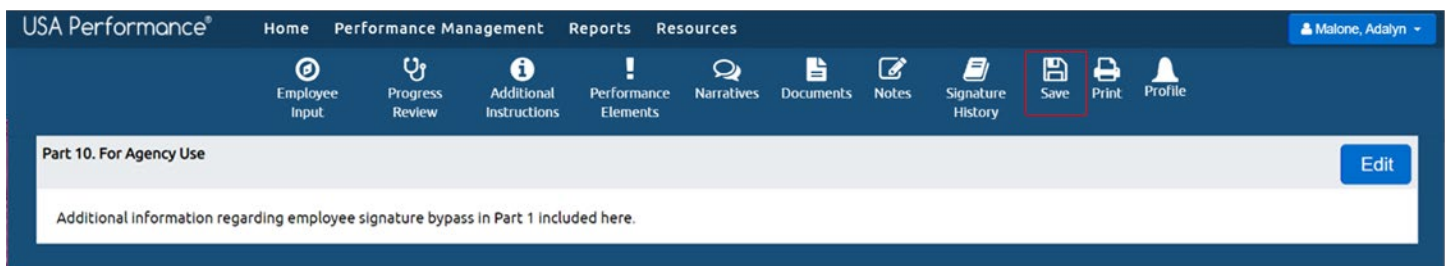 USA Performance®
Home Performance Management Reports Resources
Malone, Adalyn
Employee Input
Progress Review
Additional Instructions
Performance Elements
Narratives
Documents
Notes
Signature History
Save
Print
Profile
Part 10. For Agency Use
Edit
Additional information regarding employee signature bypass in Part 1 included here.